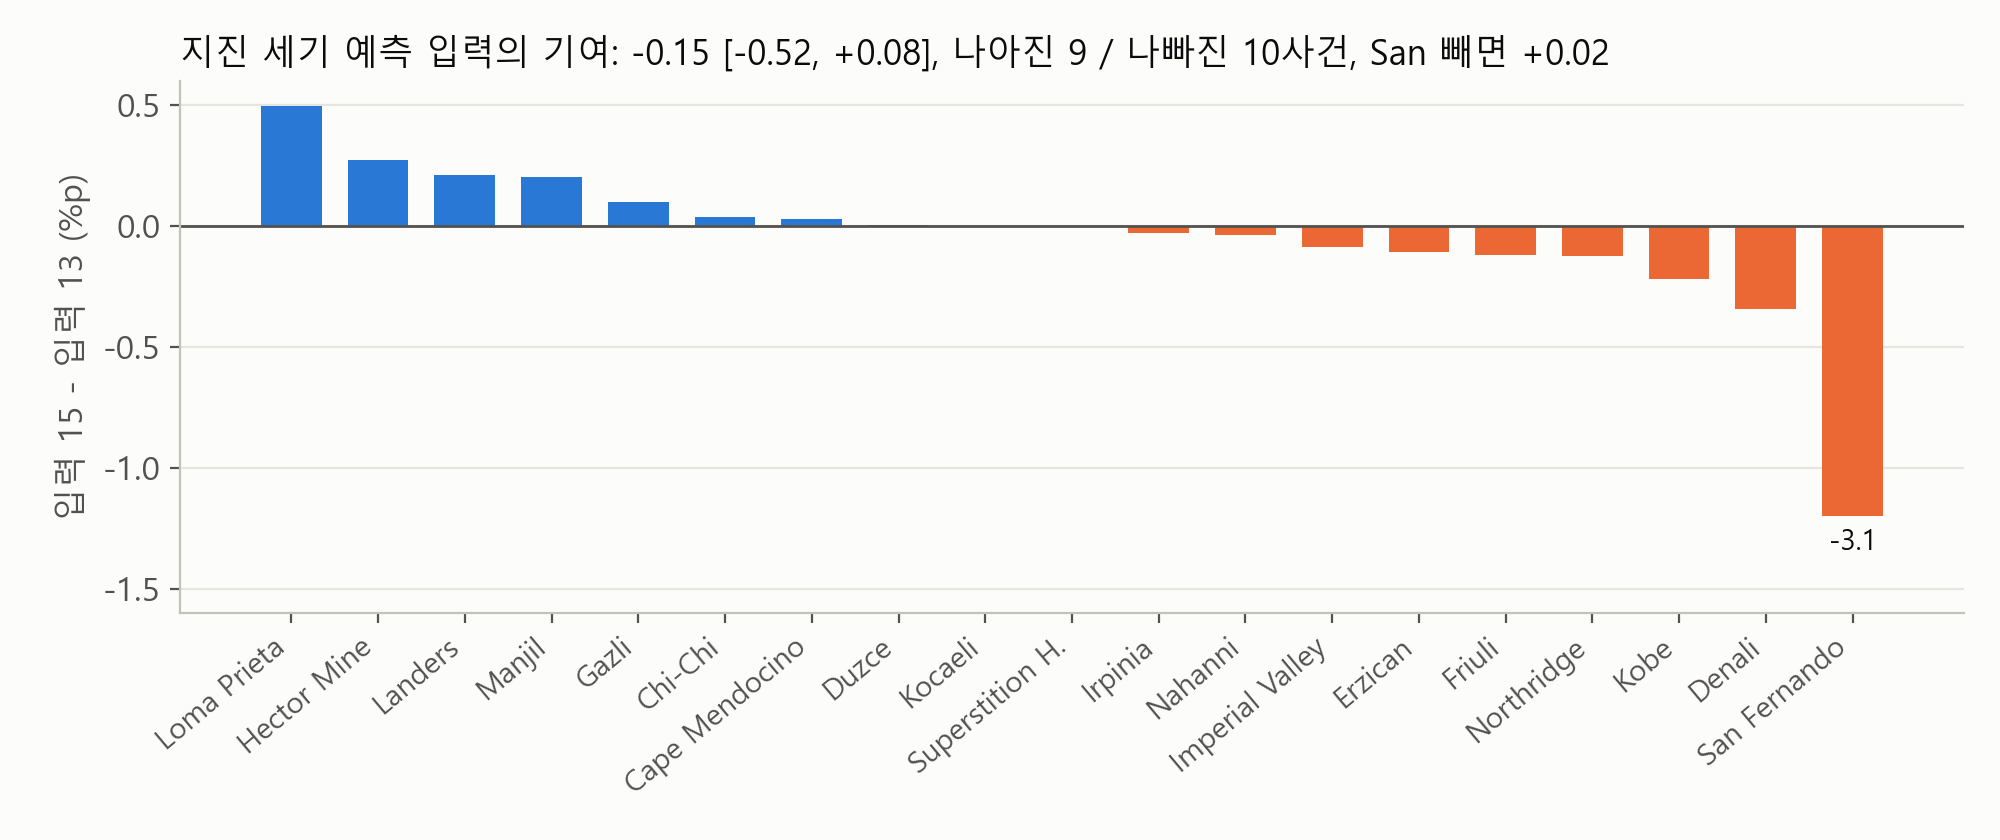 지진 세기 예측 입력의 기여: -0.15 [-0.52, +0.08], 나아진 9 / 나빠진 10사건, San 빼면 +0.02
입력 15 - 입력 13 (%p)
0.5
0.0
-0.5
-1.0
-1.5
-3.1
Loma Prieta
Hector Mine
Landers
Manjil
Gazli
Chi-Chi
Cape Mendocino
Duzce
Kocaeli
Superstition H.
Irpinia
Nahanni
Imperial Valley
Erzican
Friuli
Northridge
Kobe
Denali
San Fernando